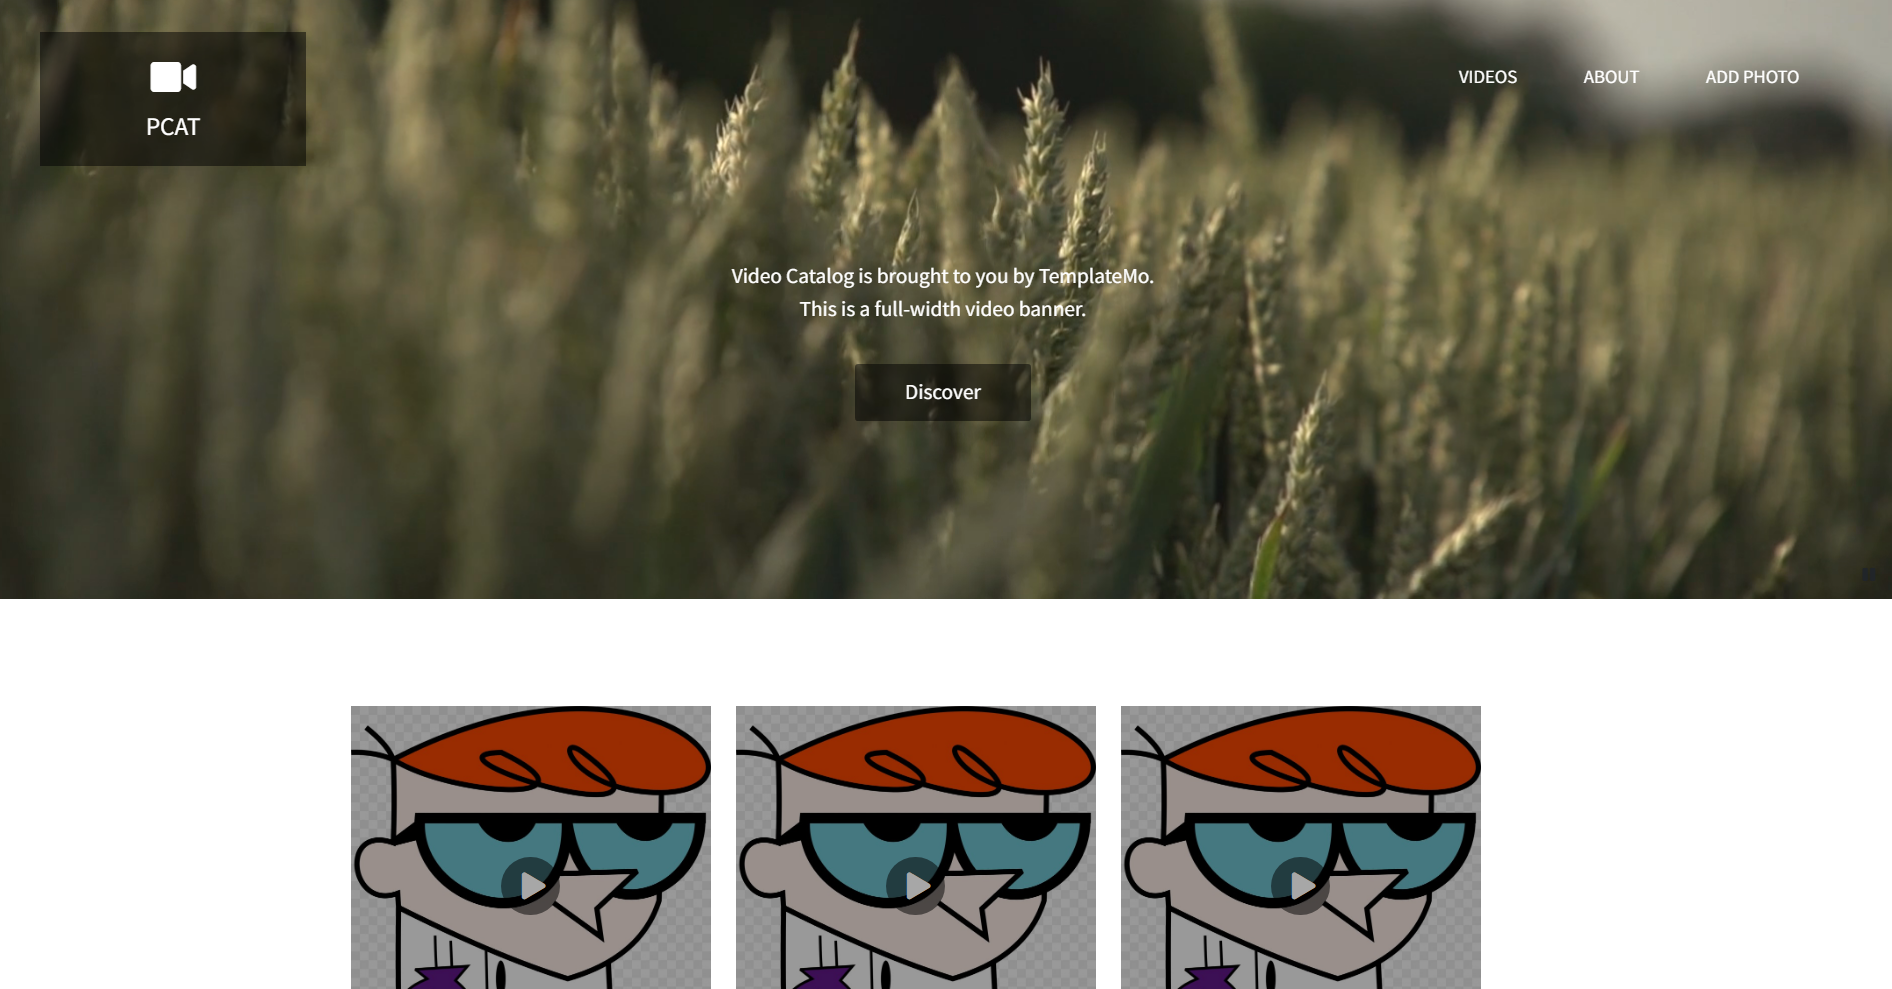 PCAT
VIDEOS
ABOUT
ADD PHOTO
Video Catalog is brought to you by TemplateMo.
This is a full-width video banner.
Discover